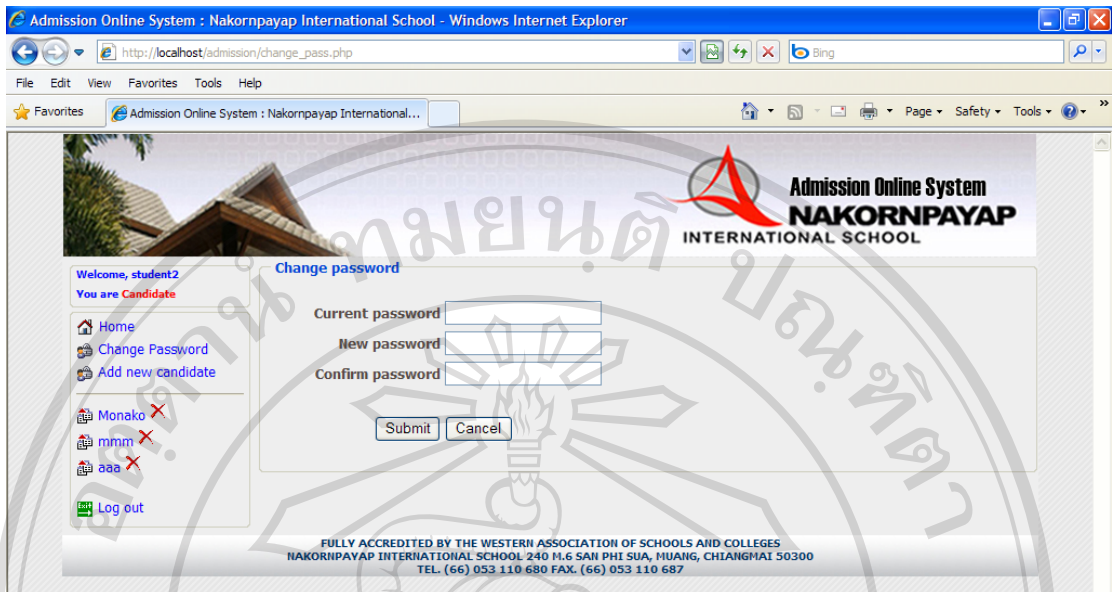 Admission Online System : Nakornpayap International School - Windows Internet Explorer
http://localhost/admission/change_pass.php
Bing
File Edit View Favorites Tools Help
Favorites Admission Online System : Nakornpayap International... Page Safety Tools
Admission Online System
NAKORNPAYAP
INTERNATIONAL SCHOOL
Welcome, student2
You are Candidate
Home
Change Password
Add new candidate
Monako
mmm
aaa
Exit Log out
Change password
Current password
New password
Confirm password
Submit Cancel
FULLY ACCREDITED BY THE WESTERN ASSOCIATION OF SCHOOLS AND COLLEGES
NAKORNPAYAP INTERNATIONAL SCHOOL 240 M.6 SAN PHI SUA, MUANG, CHIANGMAI 50300
TEL. (66) 053 110 680 FAX. (66) 053 110 687